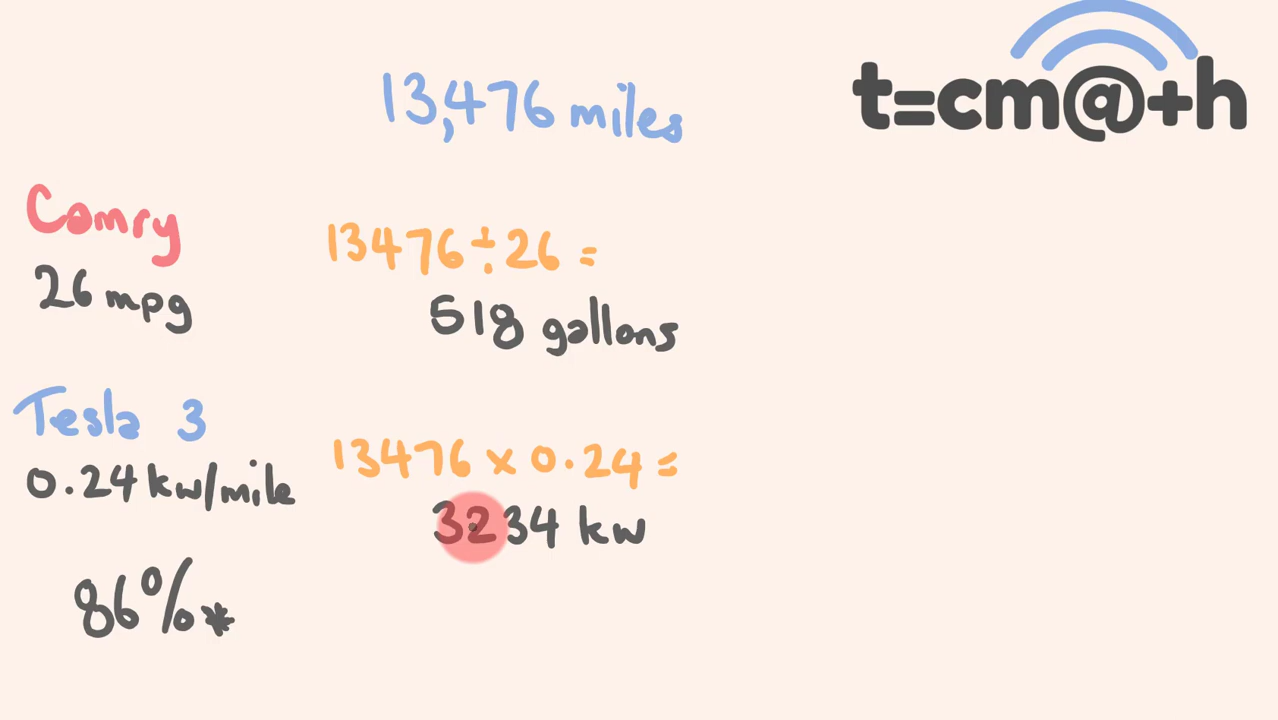 t=cm@+h
13,476 miles
Camry
26 mpg
13476÷26 =
518 gallons
Tesla 3
0.24 kw/mile
13476 x 0.24 =
3234 kw
86%*